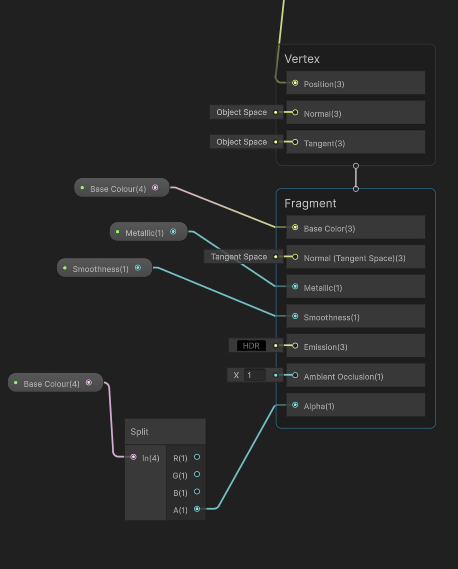 Vertex
Position(3)
Object Space
Normal(3)
Object Space
Tangent(3)
Fragment
Base Colour(4)
Base Color(3)
Metallic(1)
Tangent Space
Normal (Tangent Space)(3)
Smoothness(1)
Metallic(1)
Smoothness(1)
HDR
Emission(3)
X 1
Ambient Occlusion(1)
Base Colour(4)
Alpha(1)
Split
In(4)
R(1)
G(1)
B(1)
A(1)